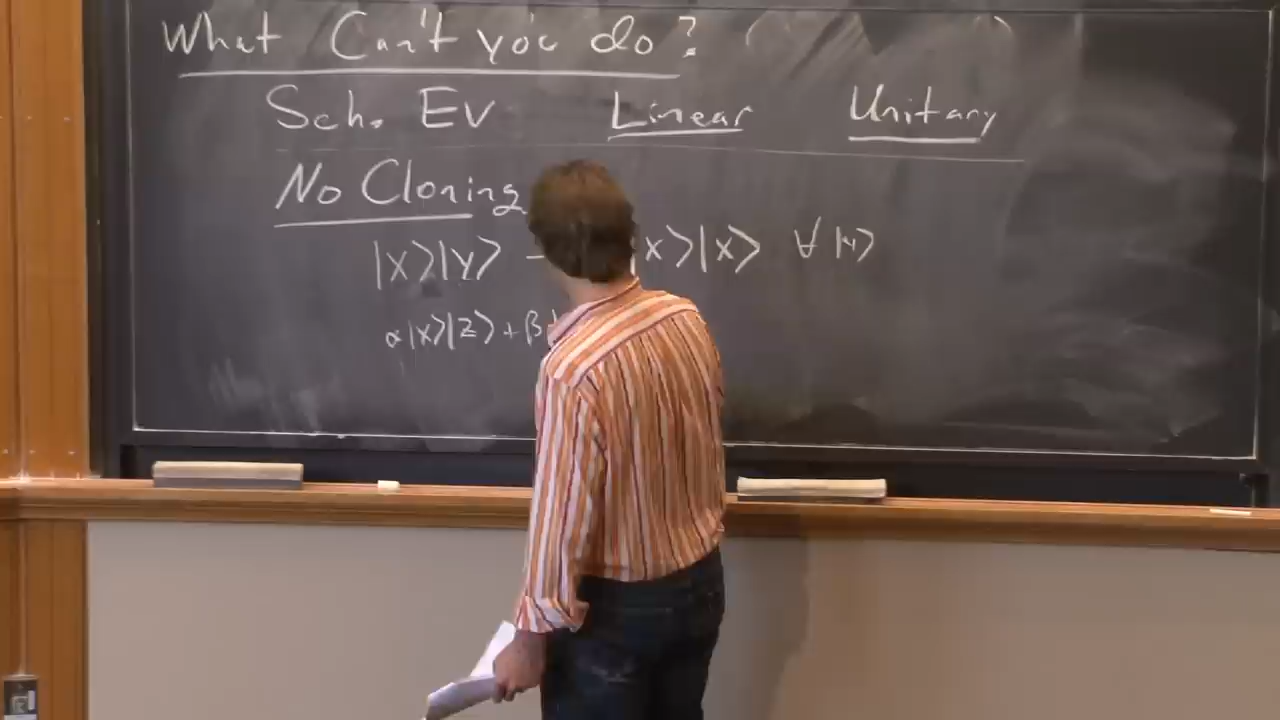 What Can't you do?
Sch. Ev Linear Unitary
No Cloning
|x⟩|y⟩ |x⟩|x⟩ ∀ |y⟩
α|x⟩|z⟩ + β